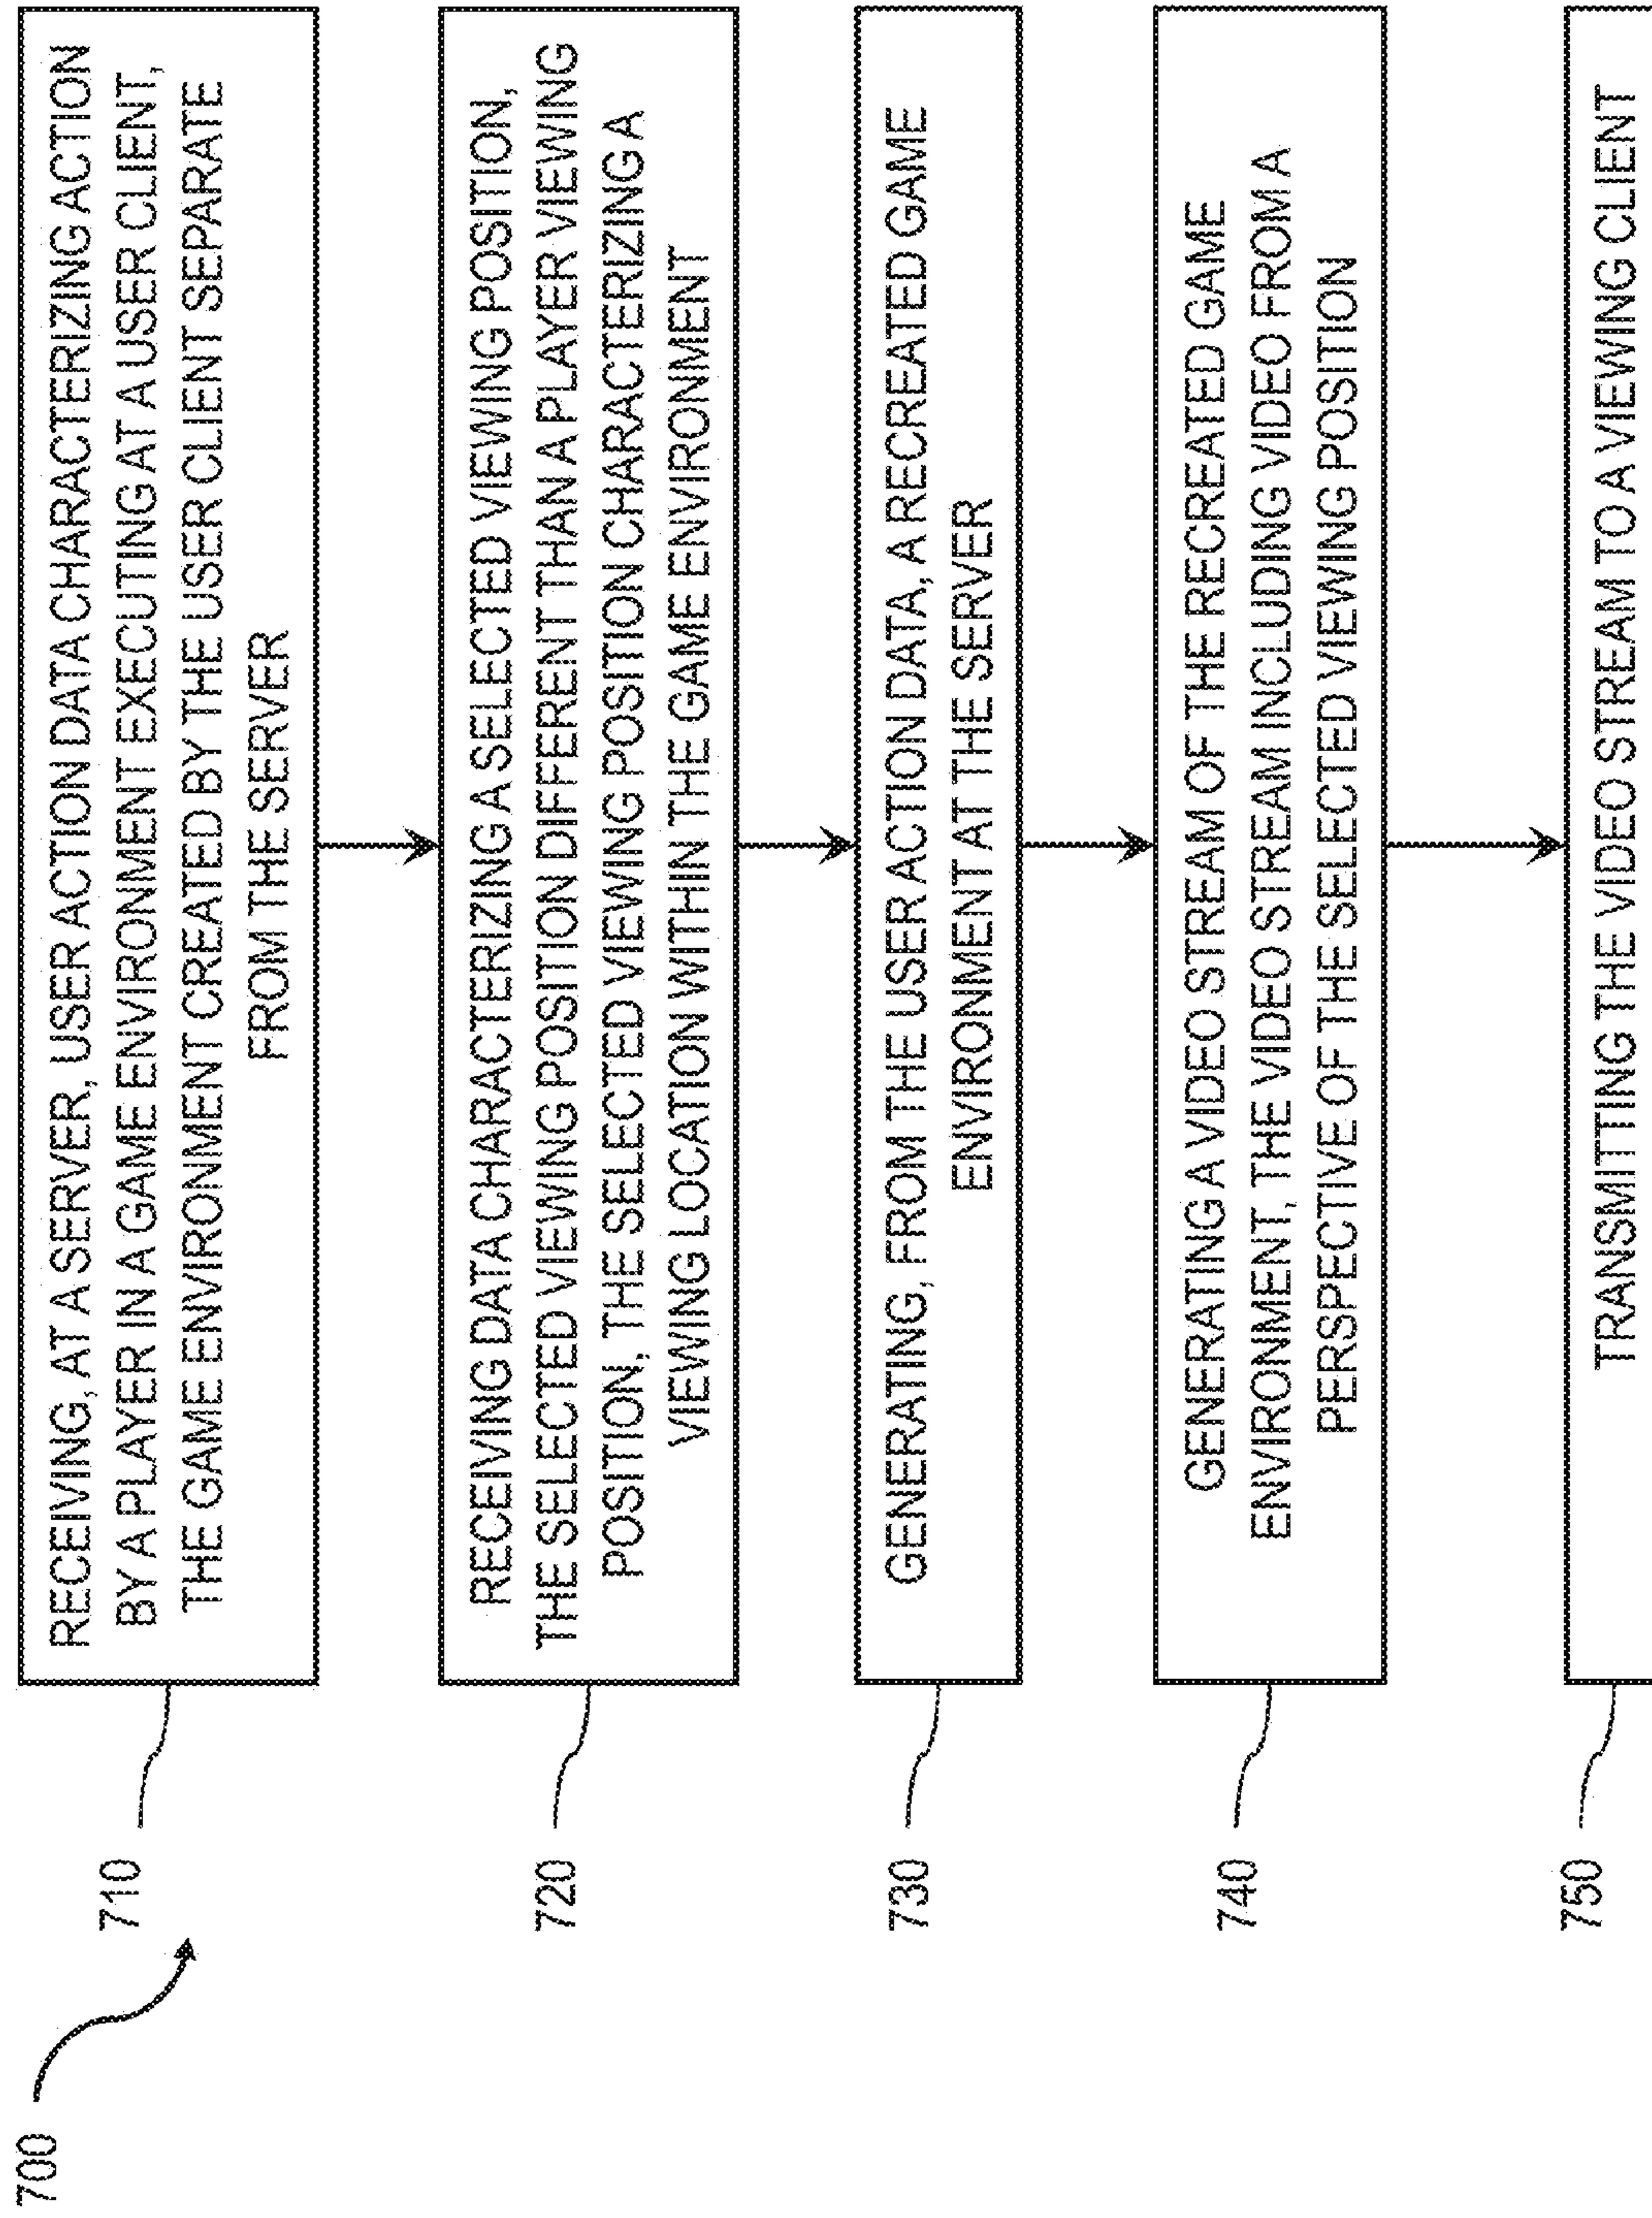 700
710
RECEIVING, AT A SERVER, USER ACTION DATA CHARACTERIZING ACTION
BY A PLAYER IN A GAME ENVIRONMENT EXECUTING AT A USER CLIENT,
THE GAME ENVIRONMENT CREATED BY THE USER CLIENT SEPARATE
FROM THE SERVER
720
RECEIVING DATA CHARACTERIZING A SELECTED VIEWING POSITION,
THE SELECTED VIEWING POSITION DIFFERENT THAN A PLAYER VIEWING
POSITION, THE SELECTED VIEWING POSITION CHARACTERIZING A
VIEWING LOCATION WITHIN THE GAME ENVIRONMENT
730
GENERATING, FROM THE USER ACTION DATA, A RECREATED GAME
ENVIRONMENT AT THE SERVER
740
GENERATING A VIDEO STREAM OF THE RECREATED GAME
ENVIRONMENT, THE VIDEO STREAM INCLUDING VIDEO FROM A
PERSPECTIVE OF THE SELECTED VIEWING POSITION
750
TRANSMITTING THE VIDEO STREAM TO A VIEWING CLIENT